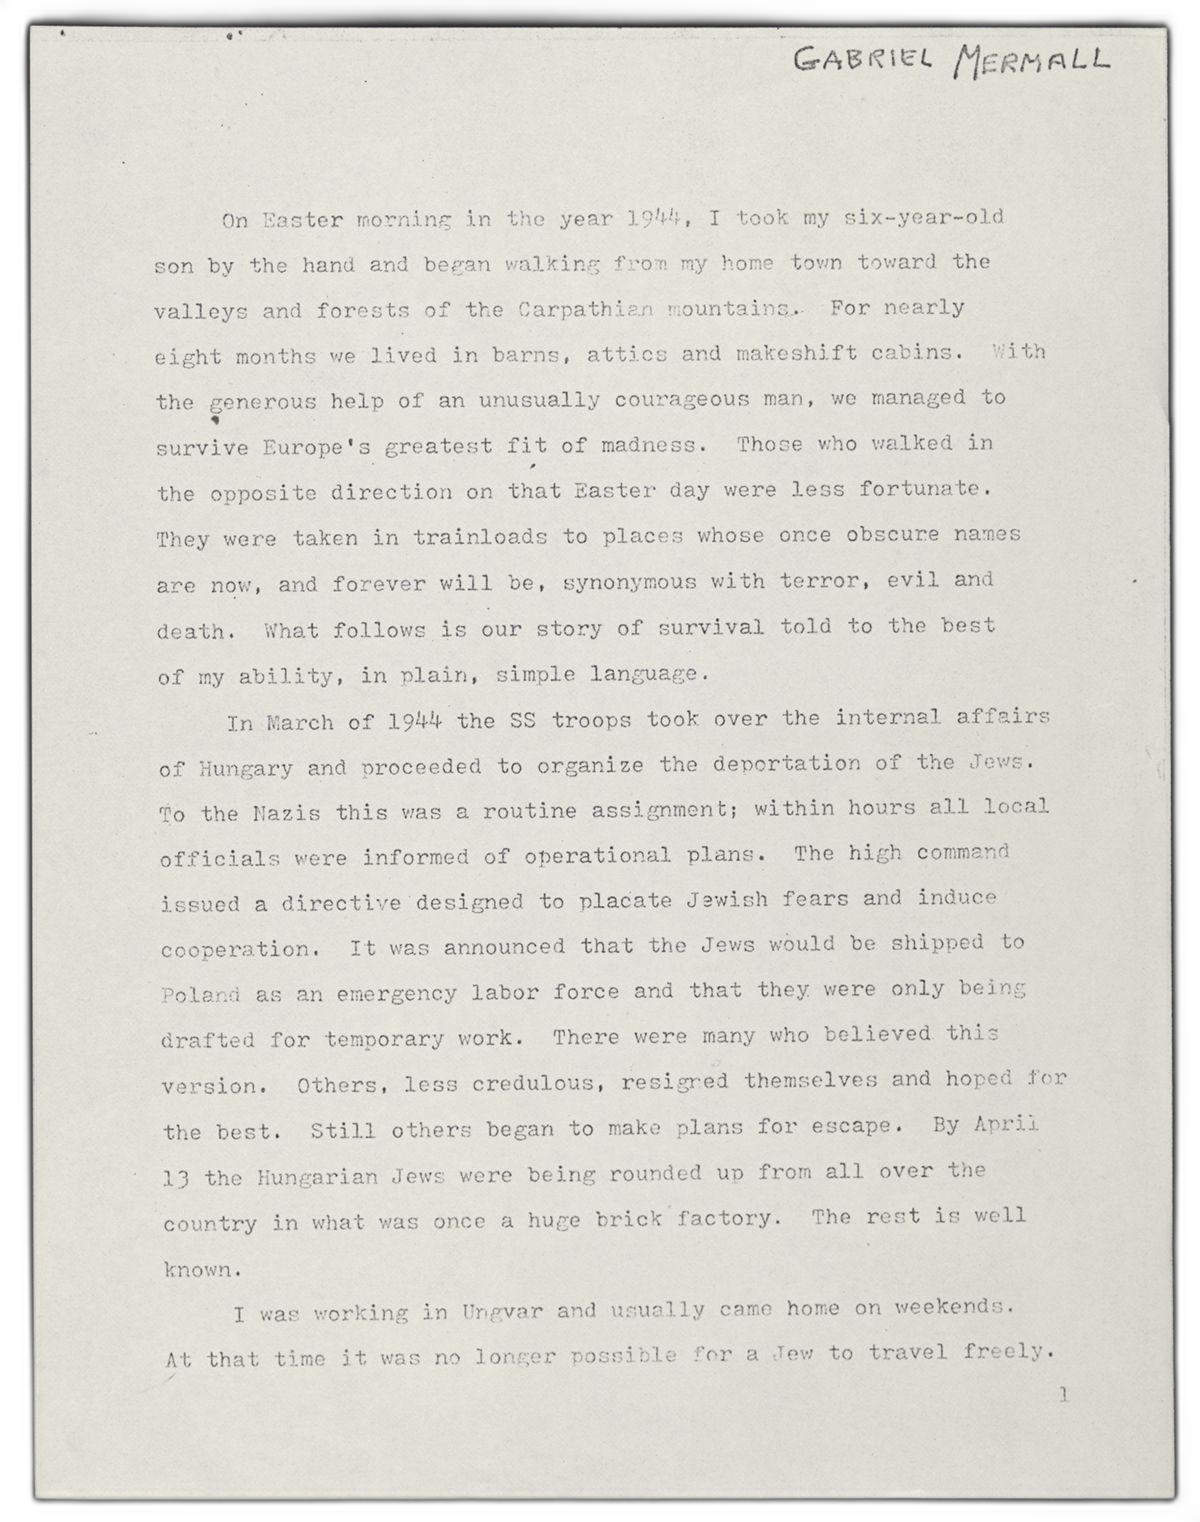 GABRIEL MERMALL
On Easter morning in the year 1944, I took my six-year-old
son by the hand and began walking from my home town toward the
valleys and forests of the Carpathian mountains. For nearly
eight months we lived in barns, attics and makeshift cabins. With
the generous help of an unusually courageous man, we managed to
survive Europe's greatest fit of madness. Those who walked in
the opposite direction on that Easter day were less fortunate.
They were taken in trainloads to places whose once obscure names
are now, and forever will be, synonymous with terror, evil and
death. What follows is our story of survival told to the best
of my ability, in plain, simple language.
In March of 1944 the SS troops took over the internal affairs
of Hungary and proceeded to organize the deportation of the Jews.
To the Nazis this was a routine assignment; within hours all local
officials were informed of operational plans. The high command
issued a directive designed to placate Jewish fears and induce
cooperation. It was announced that the Jews would be shipped to
Poland as an emergency labor force and that they were only being
drafted for temporary work. There were many who believed this
version. Others, less credulous, resigned themselves and hoped for
the best. Still others began to make plans for escape. By April
13 the Hungarian Jews were being rounded up from all over the
country in what was once a huge brick factory. The rest is well
known.
I was working in Ungvar and usually came home on weekends.
At that time it was no longer possible for a Jew to travel freely.
1